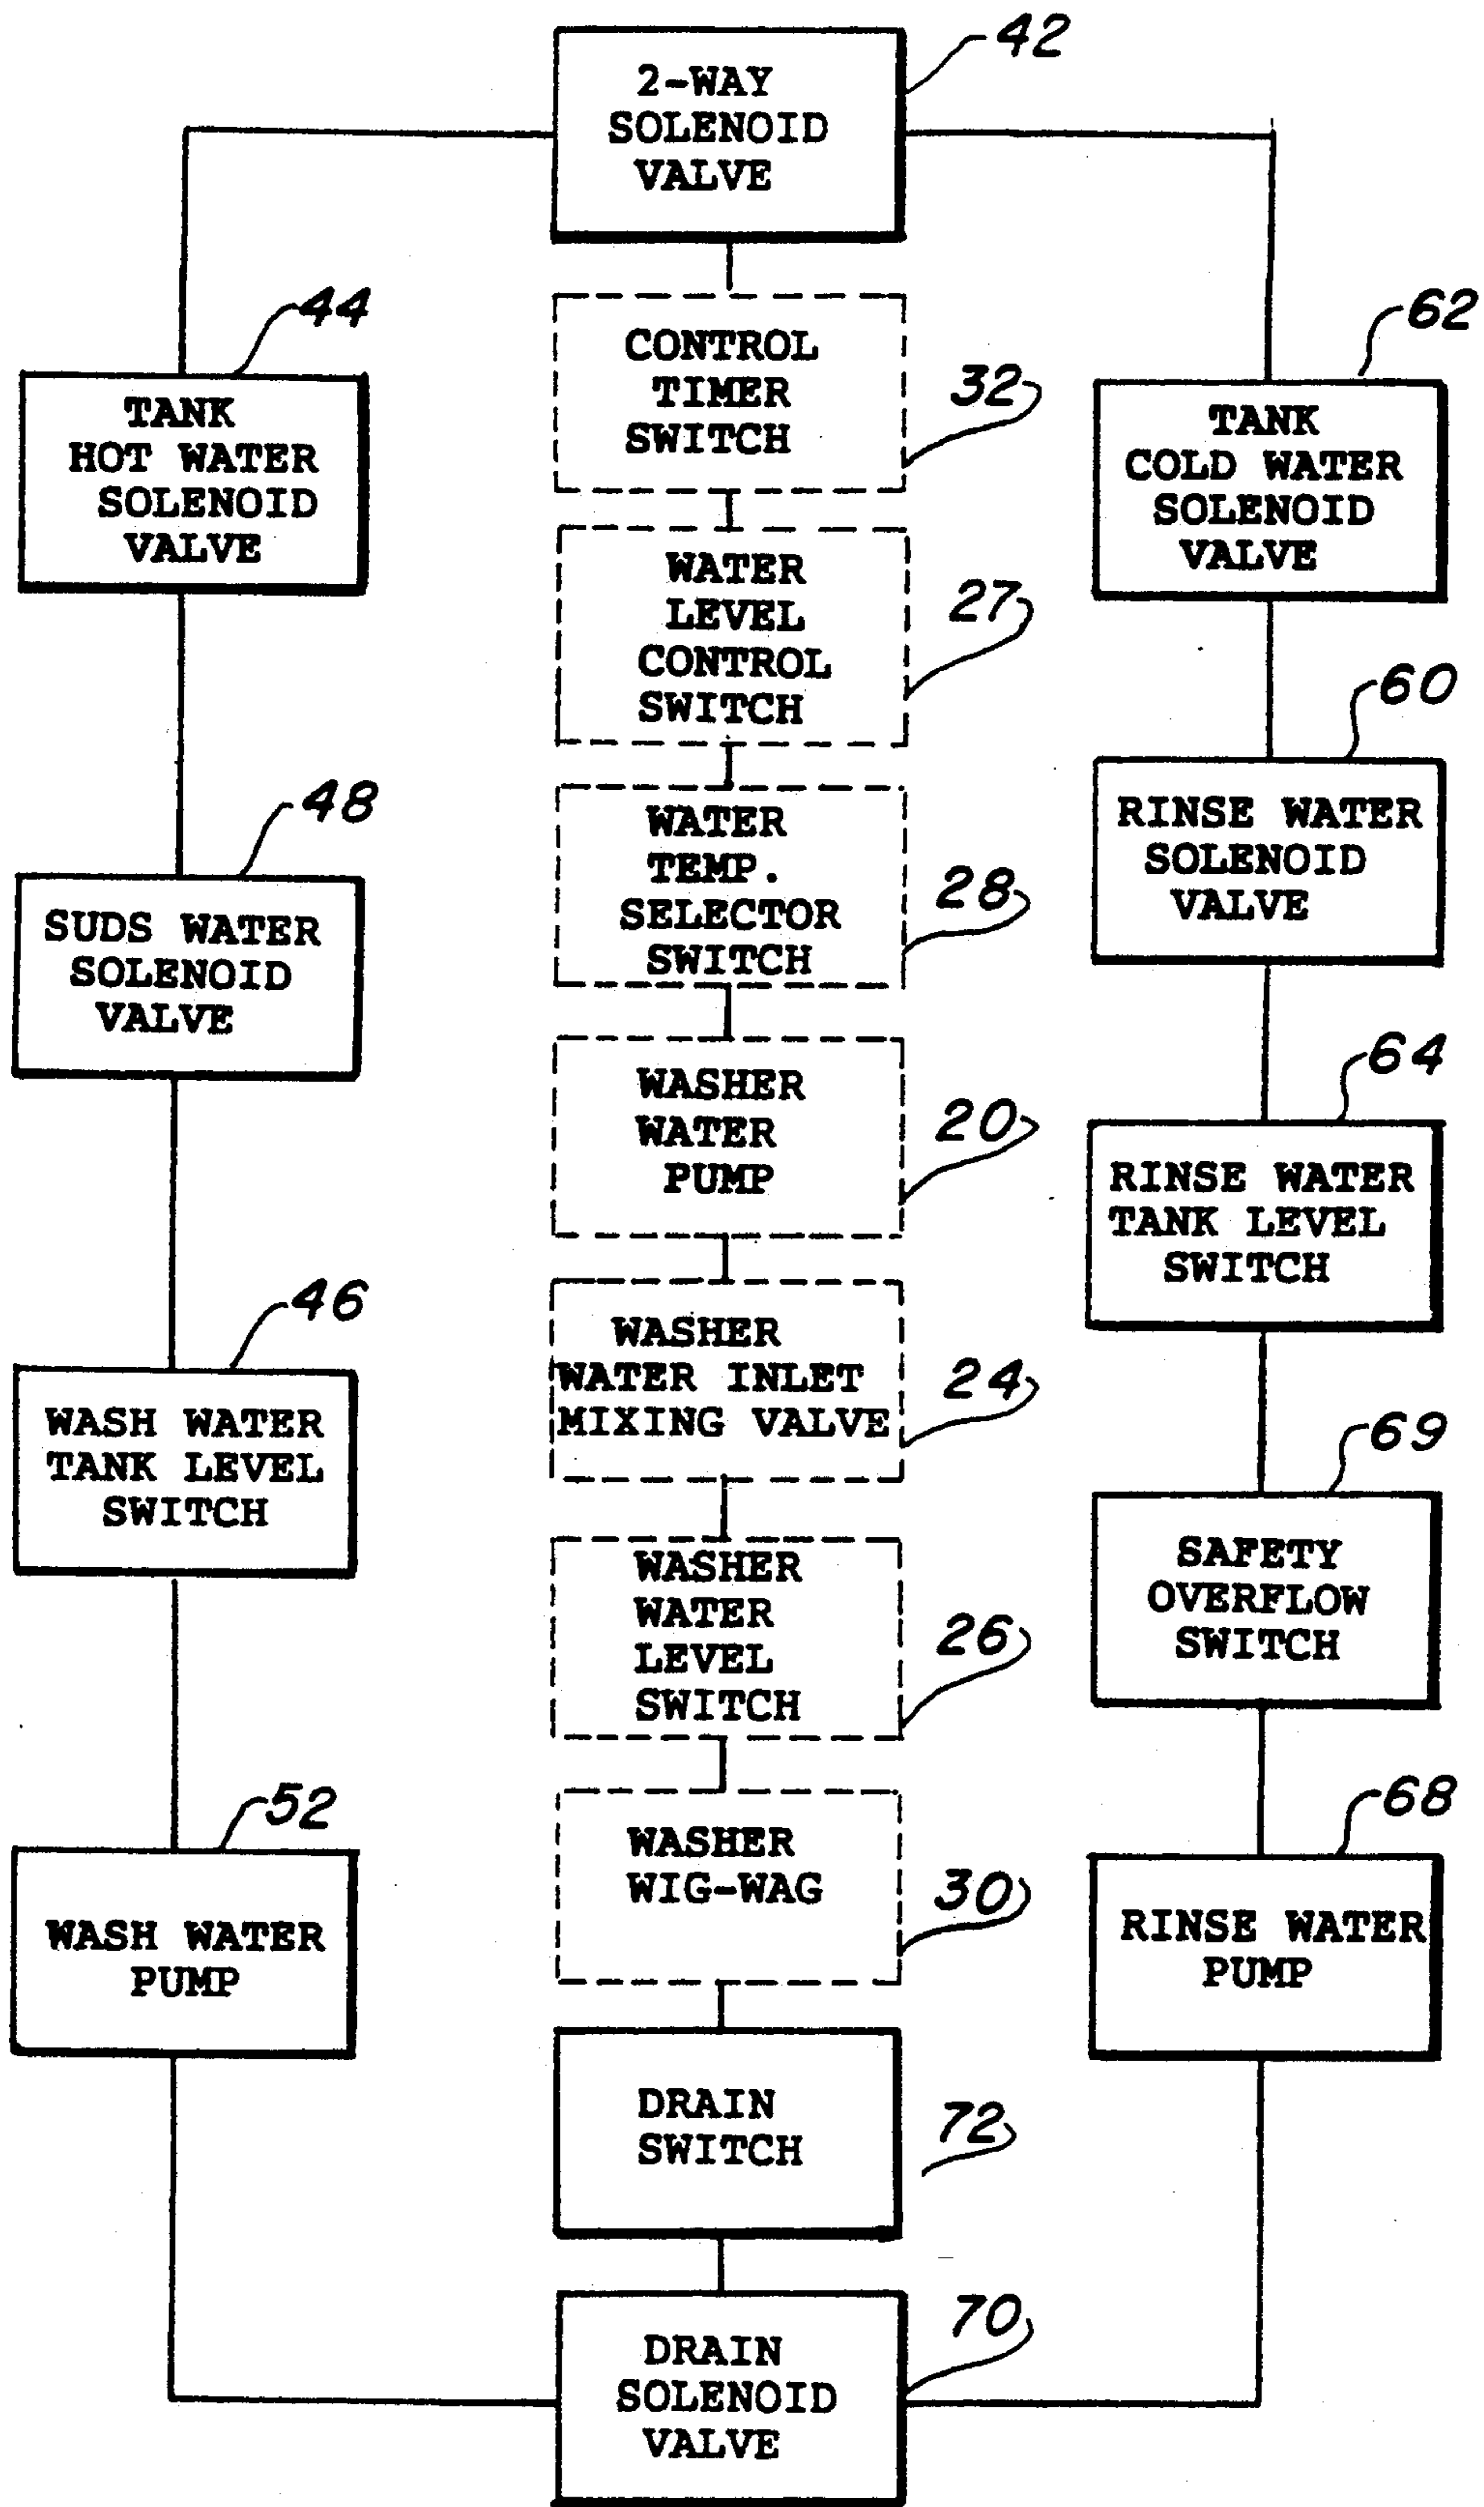 2-WAY
SOLENOID
VALVE
42
44
TANK
HOT WATER
SOLENOID
VALVE
48
SUDS WATER
SOLENOID
VALVE
46
WASH WATER
TANK LEVEL
SWITCH
52
WASH WATER
PUMP
CONTROL
TIMER
SWITCH
32
WATER
LEVEL
CONTROL
SWITCH
27
WATER
TEMP.
SELECTOR
SWITCH
28
WASHER
WATER
PUMP
20
WASHER
WATER INLET
MIXING VALVE
24
WASHER
WATER
LEVEL
SWITCH
26
WASHER
WIG-WAG
30
DRAIN
SWITCH
72
DRAIN
SOLENOID
VALVE
70
62
TANK
COLD WATER
SOLENOID
VALVE
60
RINSE WATER
SOLENOID
VALVE
64
RINSE WATER
TANK LEVEL
SWITCH
69
SAFETY
OVERFLOW
SWITCH
68
RINSE WATER
PUMP